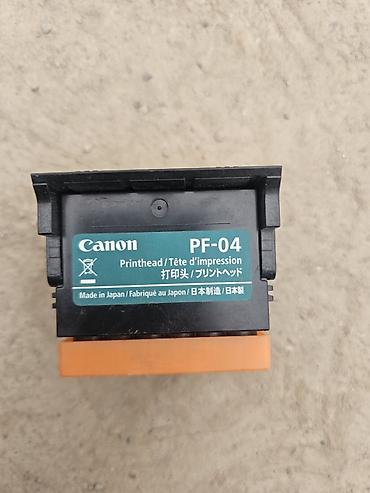 Canon PF-04
Printhead / Tête d'impression
打印头 / プリントヘッド
Made in Japan / Fabriqué au Japon / 日本制造 / 日本製